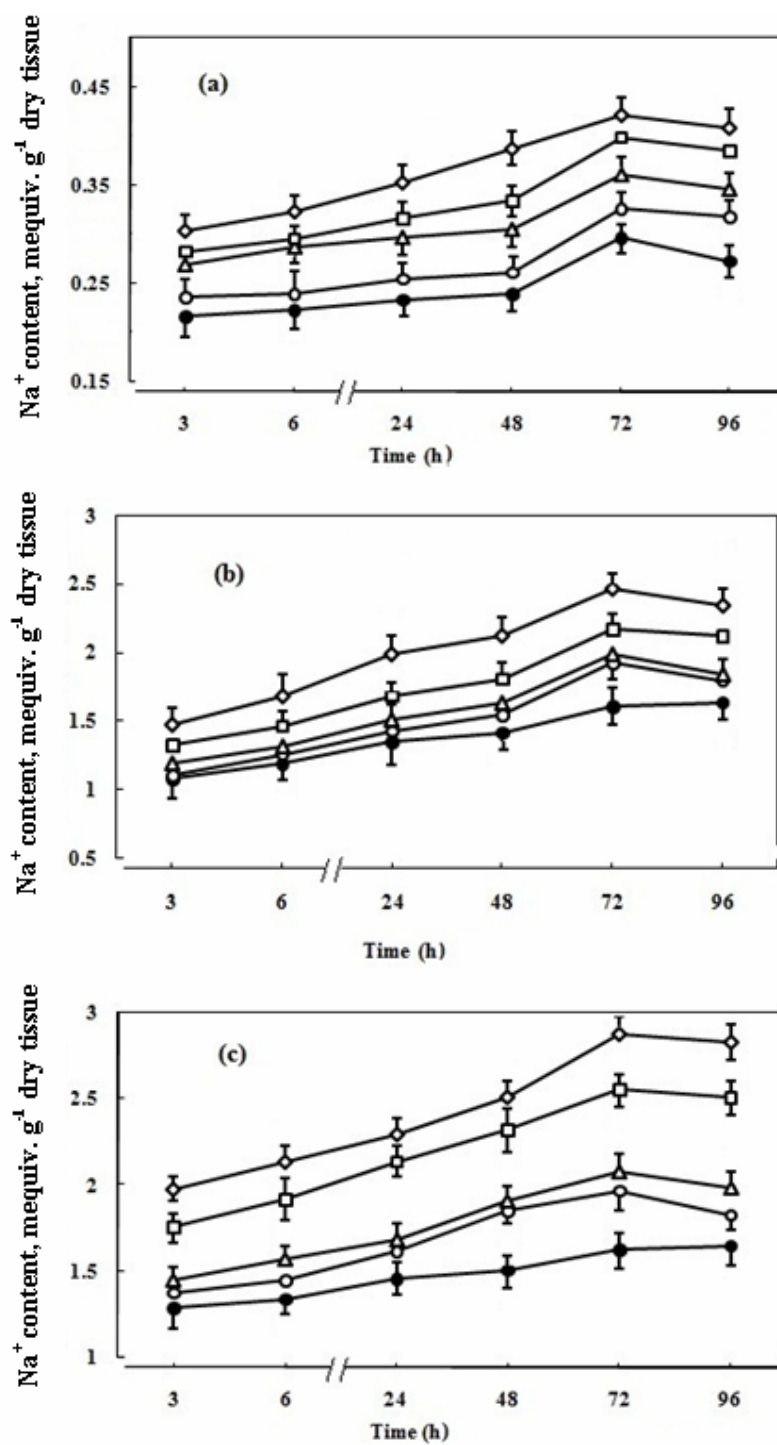 Na⁺ content, mequiv. g⁻¹ dry tissue
(a)
0.45
0.35
0.25
0.15
3 6 // 24 48 72 96
Time (h)
Na⁺ content, mequiv. g⁻¹ dry tissue
(b)
3
2.5
2
1.5
1
0.5
3 6 // 24 48 72 96
Time (h)
Na⁺ content, mequiv. g⁻¹ dry tissue
(c)
3
2.5
2
1.5
1
3 6 // 24 48 72 96
Time (h)